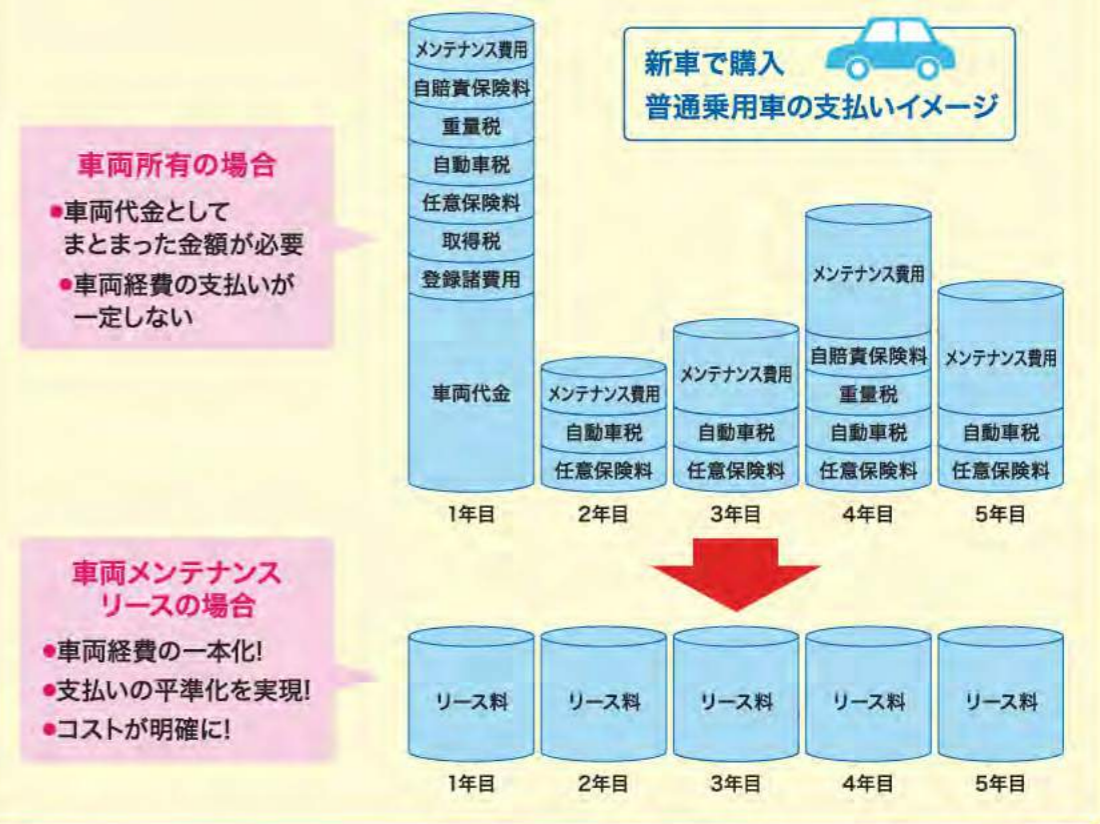 新車で購入
普通乗用車の支払いイメージ
車両所有の場合
●車両代金として
まとまった金額が必要
●車両経費の支払いが
一定しない
メンテナンス費用
自賠責保険料
重量税
自動車税
任意保険料
取得税
登録諸費用
車両代金
1年目
メンテナンス費用
自動車税
任意保険料
2年目
メンテナンス費用
自動車税
任意保険料
3年目
メンテナンス費用
自賠責保険料
重量税
自動車税
任意保険料
4年目
メンテナンス費用
自動車税
任意保険料
5年目
車両メンテナンス
リースの場合
●車両経費の一本化!
●支払いの平準化を実現!
●コストが明確に!
リース料
1年目
リース料
2年目
リース料
3年目
リース料
4年目
リース料
5年目